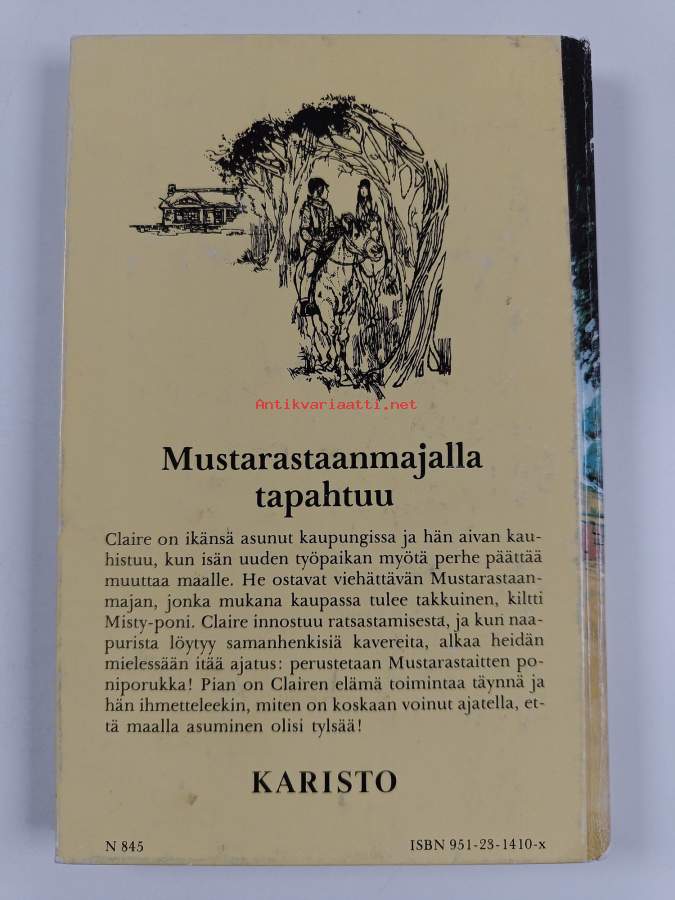 Antikvariaatti.net
Mustarastaanmajalla
tapahtuu
Claire on ikänsä asunut kaupungissa ja hän aivan kau-
histuu, kun isän uuden työpaikan myötä perhe päättää
muuttaa maalle. He ostavat viehättävän Mustarastaan-
majan, jonka mukana kaupassa tulee takkuinen, kiltti
Misty-poni. Claire innostuu ratsastamisesta, ja kun naa-
purista löytyy samanhenkisiä kavereita, alkaa heidän
mielessään itää ajatus: perustetaan Mustarastaitten po-
niporukka! Pian on Clairen elämä toimintaa täynnä ja
hän ihmetteleekin, miten on koskaan voinut ajatella, et-
tä maalla asuminen olisi tylsää!
KARISTO
N 845
ISBN 951-23-1410-x